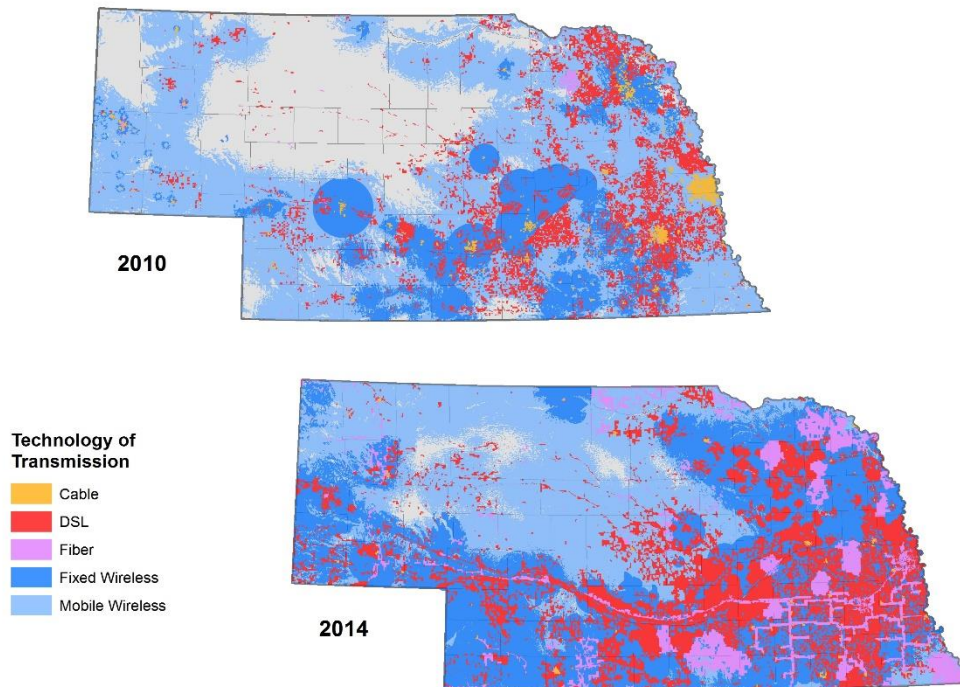 2010
Technology of
Transmission
Cable
DSL
Fiber
Fixed Wireless
Mobile Wireless
2014